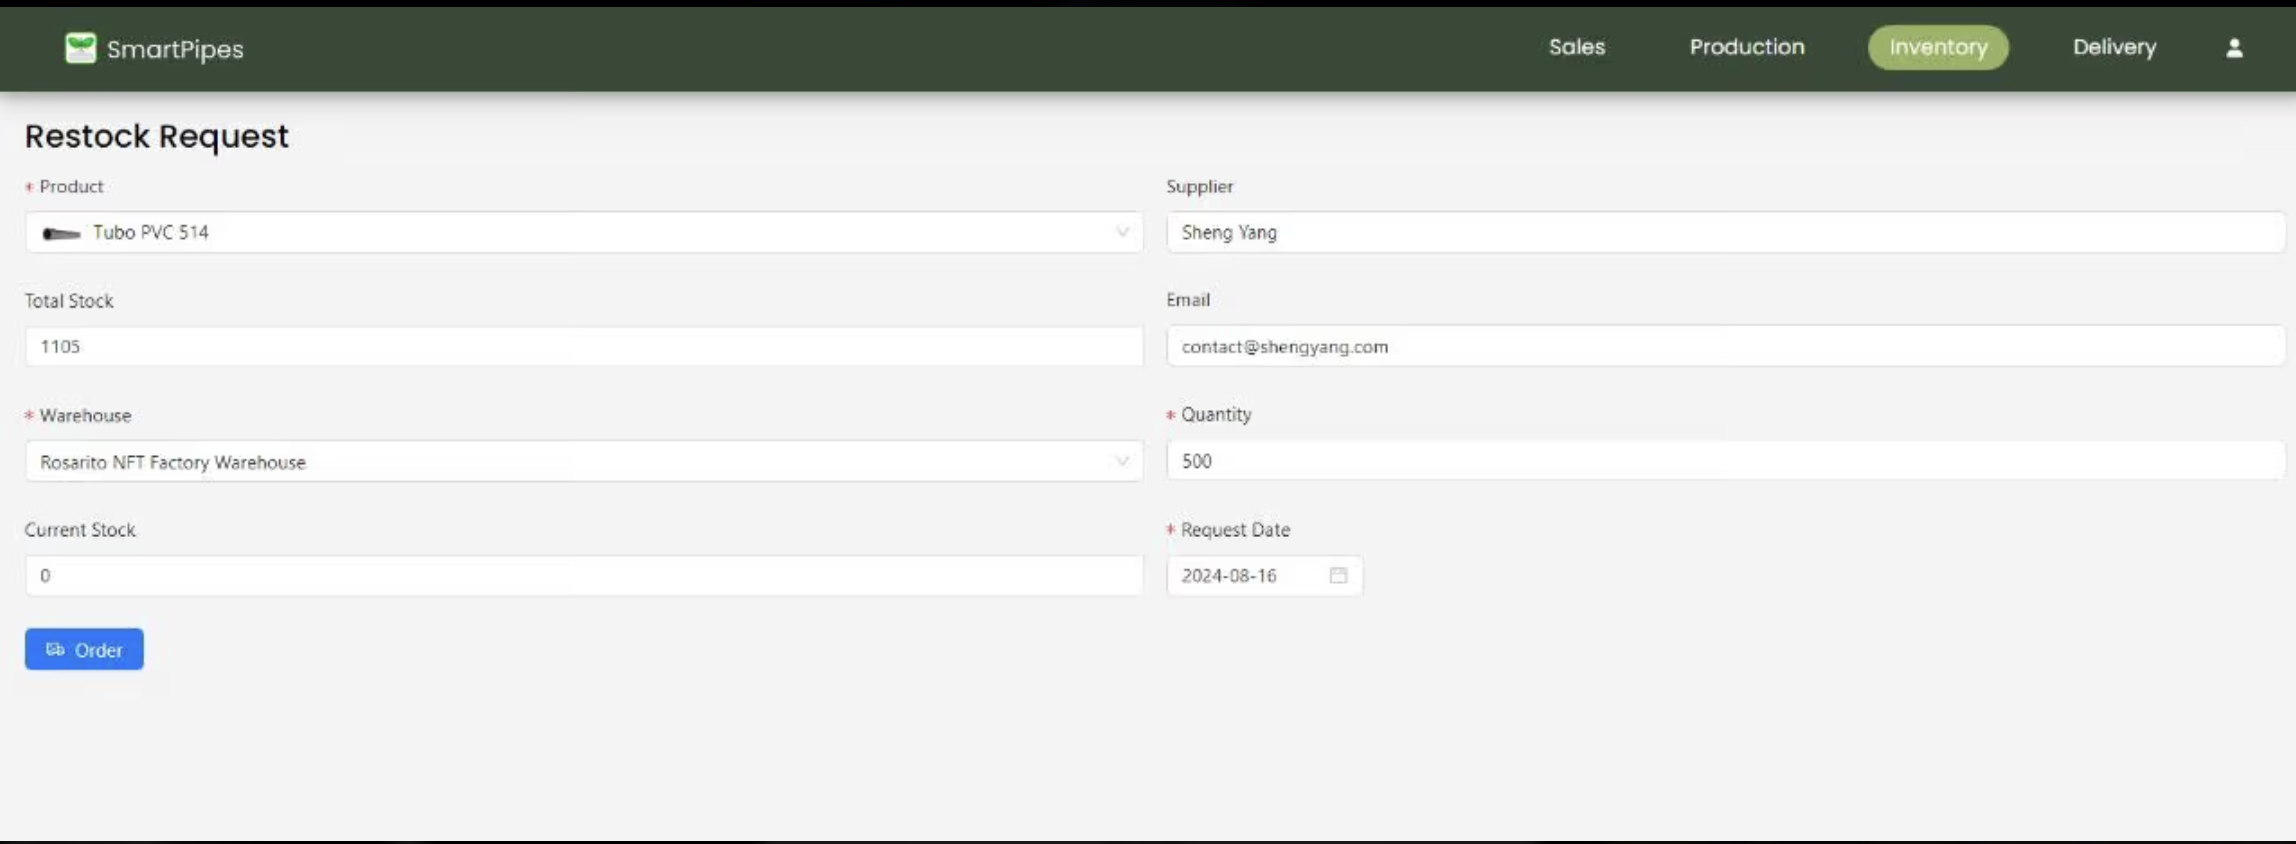 SmartPipes
Sales
Production
Inventory
Delivery
Restock Request
* Product
Tubo PVC 514
Supplier
Sheng Yang
Total Stock
1105
Email
contact@shengyang.com
* Warehouse
Rosarito NFT Factory Warehouse
* Quantity
500
Current Stock
0
* Request Date
2024-08-16
Order